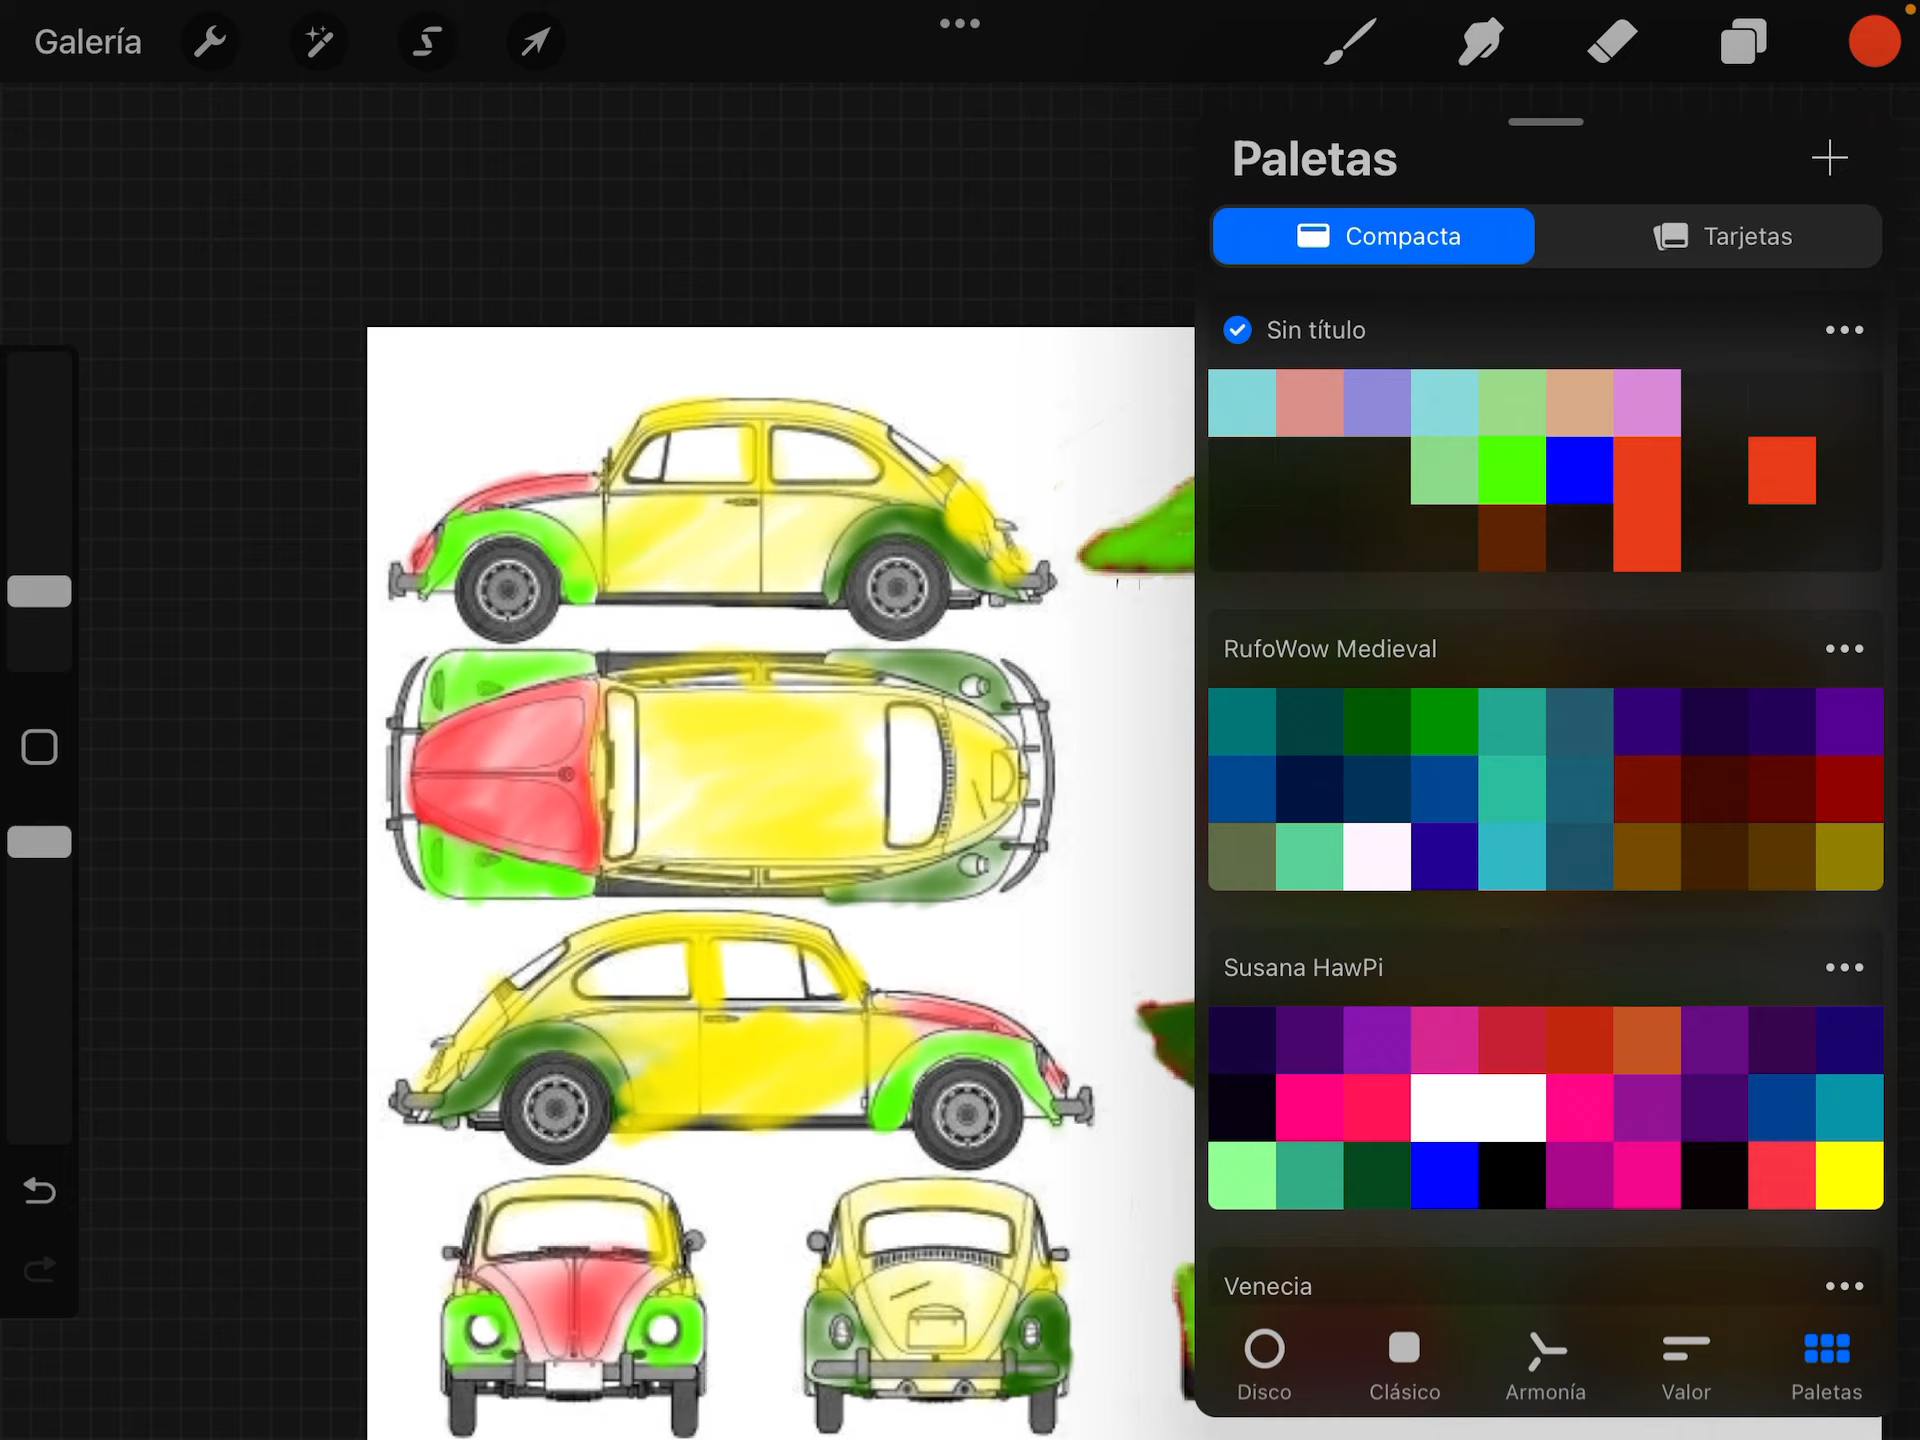 Galería
Paletas
Compacta
Tarjetas
Sin título
RufoWow Medieval
Susana HawPi
Venecia
Disco
Clásico
Armonía
Valor
Paletas